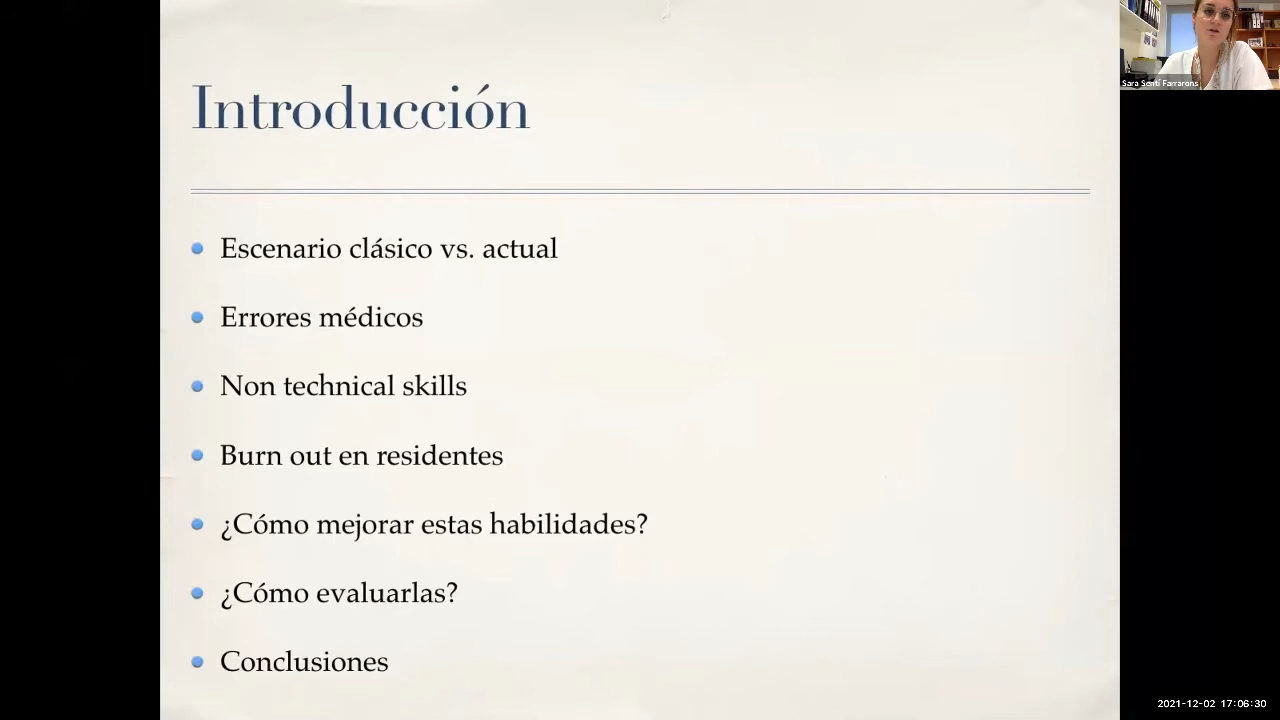 Introducción
Sara Sentí Farrarons
Escenario clásico vs. actual
Errores médicos
Non technical skills
Burn out en residentes
¿Cómo mejorar estas habilidades?
¿Cómo evaluarlas?
Conclusiones
2021-12-02 17:06:30